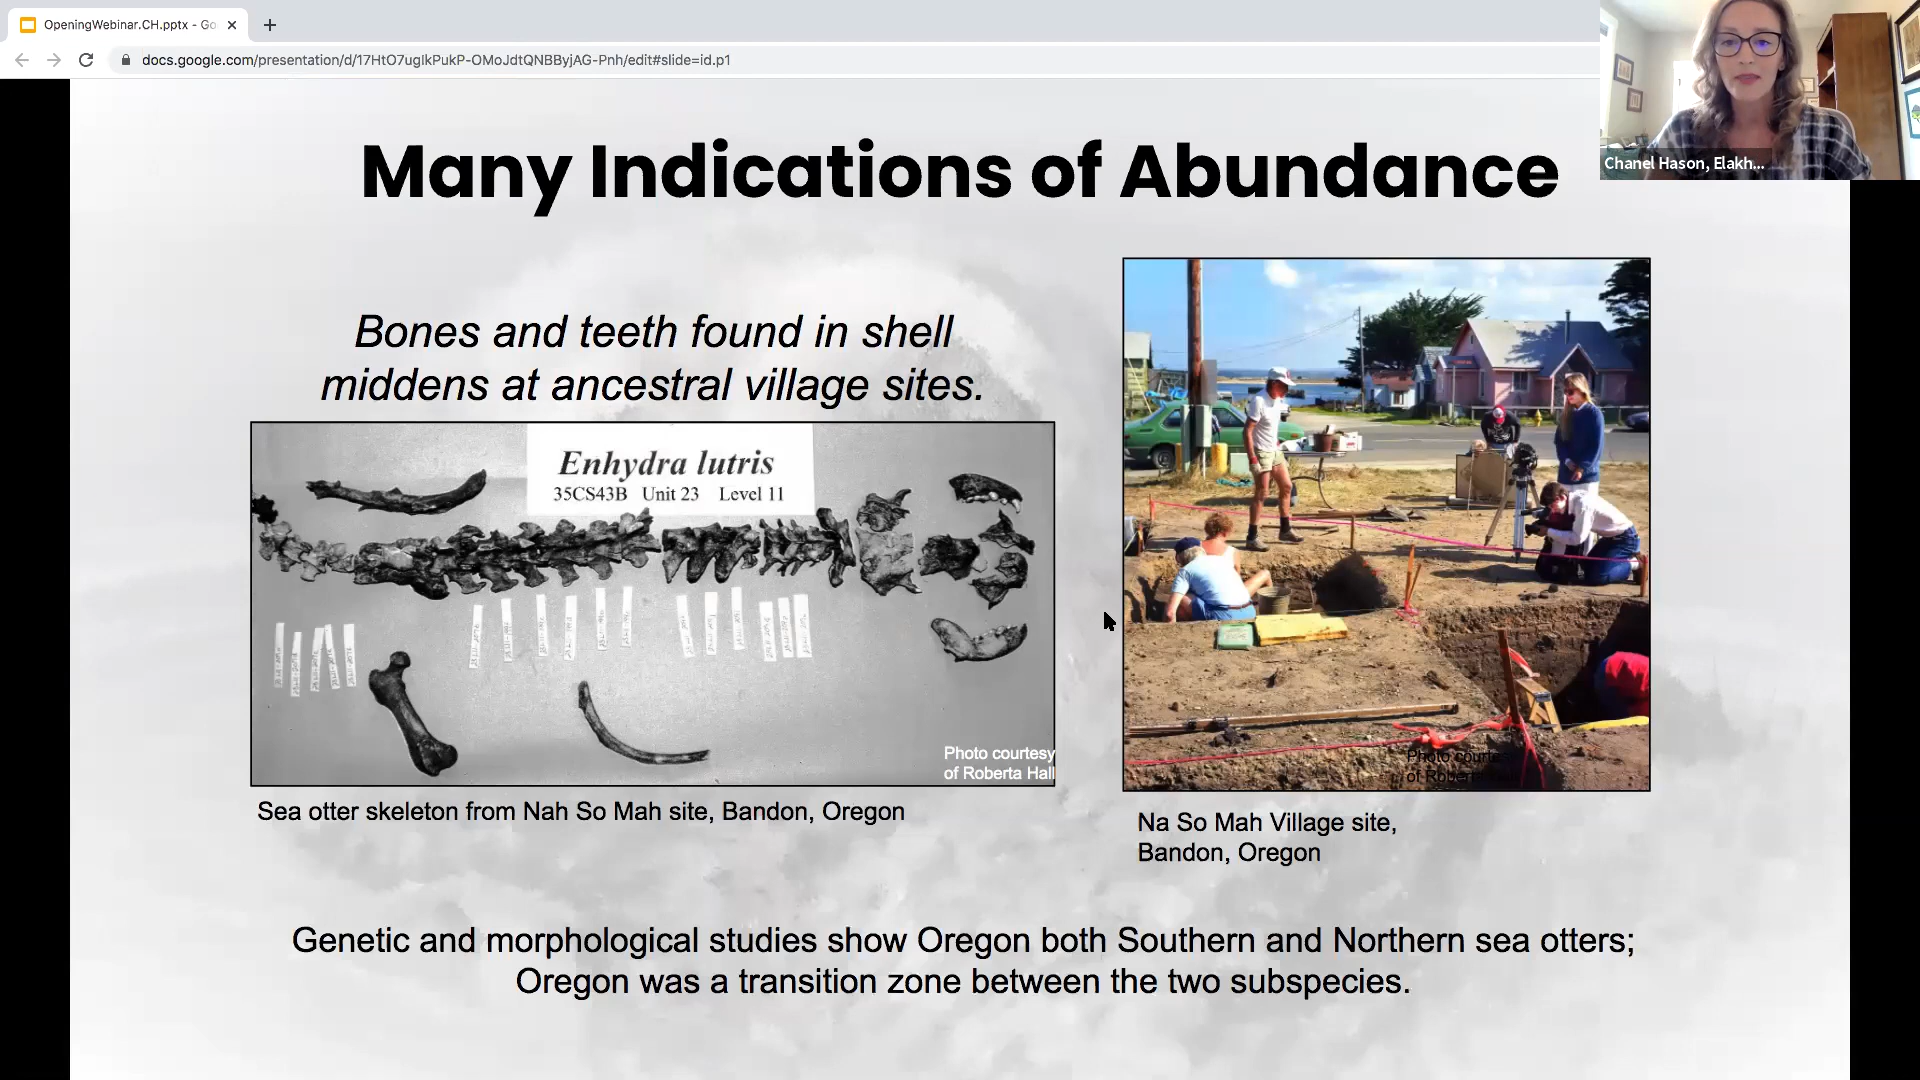 OpeningWebinar.CH.pptx - Go
docs.google.com/presentation/d/17HtO7uglkPukP-OMoJdtQNBByjAG-Pnh/edit#slide=id.p1
Chanel Hason, Elakh...
Many Indications of Abundance
Bones and teeth found in shell
middens at ancestral village sites.
Enhydra lutris
35CS43B Unit 23 Level 11
Photo courtesy
of Roberta Hall
Photo courtesy
of
Sea otter skeleton from Nah So Mah site, Bandon, Oregon
Na So Mah Village site,
Bandon, Oregon
Genetic and morphological studies show Oregon both Southern and Northern sea otters;
Oregon was a transition zone between the two subspecies.